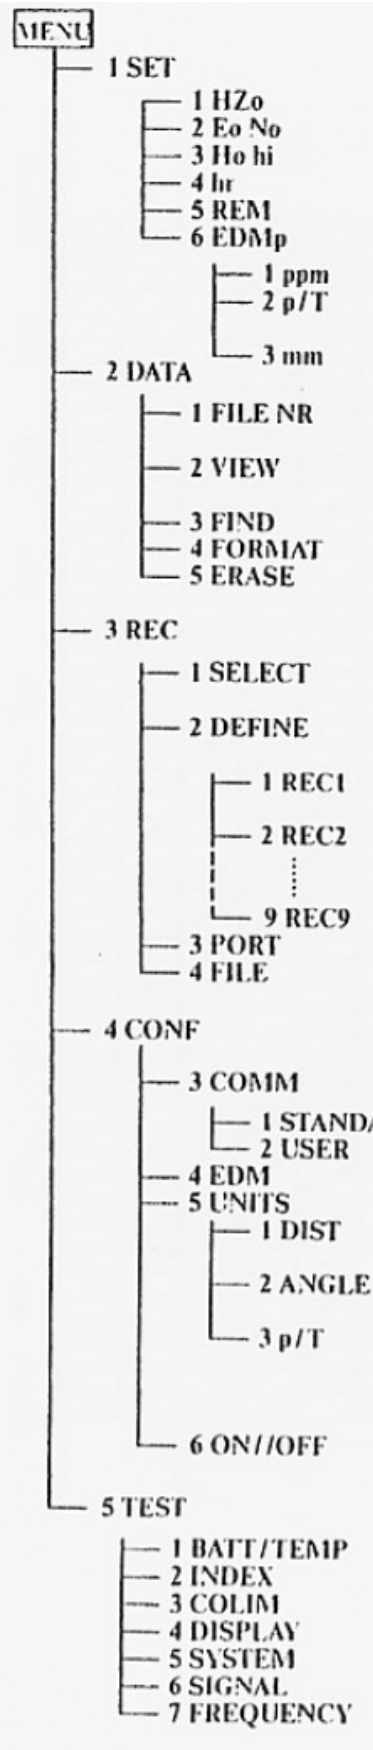 MENU
1 SET
1 HZo
2 Eo No
3 Ho hi
4 hr
5 REM
6 EDMp
1 ppm
2 p/T
3 mm
2 DATA
1 FILE NR
2 VIEW
3 FIND
4 FORMAT
5 ERASE
3 REC
1 SELECT
2 DEFINE
1 REC1
2 REC2
9 REC9
3 PORT
4 FILE
4 CONF
3 COMM
1 STANDA
2 USER
4 EDM
5 UNITS
1 DIST
2 ANGLE
3 p/T
6 ON//OFF
5 TEST
1 BATT/TEMP
2 INDEX
3 COLIM
4 DISPLAY
5 SYSTEM
6 SIGNAL
7 FREQUENCY